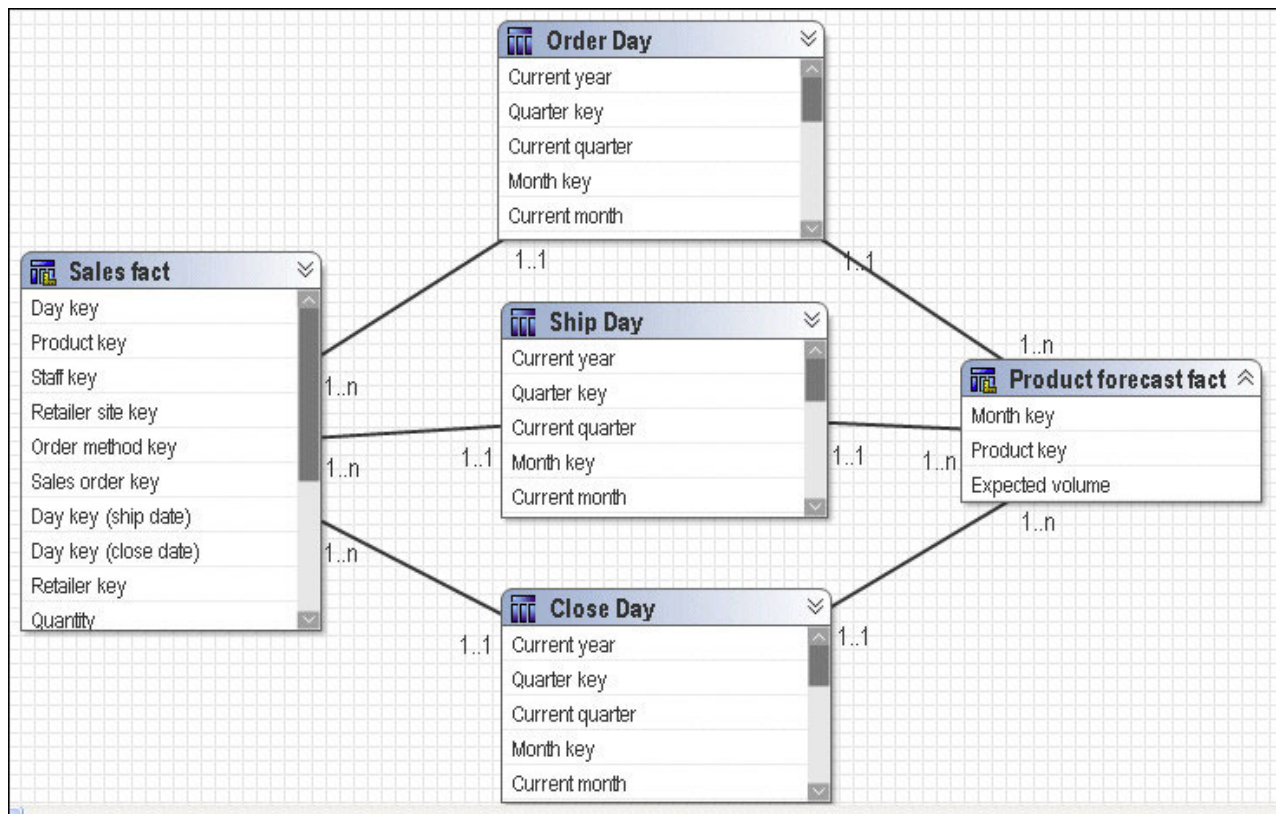 Order Day
Current year
Quarter key
Current quarter
Month key
Current month
1..1
1..1
Sales fact
Day key
Product key
Staff key
Retailer site key
Order method key
Sales order key
Day key (ship date)
Day key (close date)
Retailer key
Quantity
1..n
1..n
1..n
Ship Day
Current year
Quarter key
Current quarter
Month key
Current month
1..1
1..1
Product forecast fact
Month key
Product key
Expected volume
1..n
1..n
1..n
Close Day
Current year
Quarter key
Current quarter
Month key
Current month
1..1
1..1